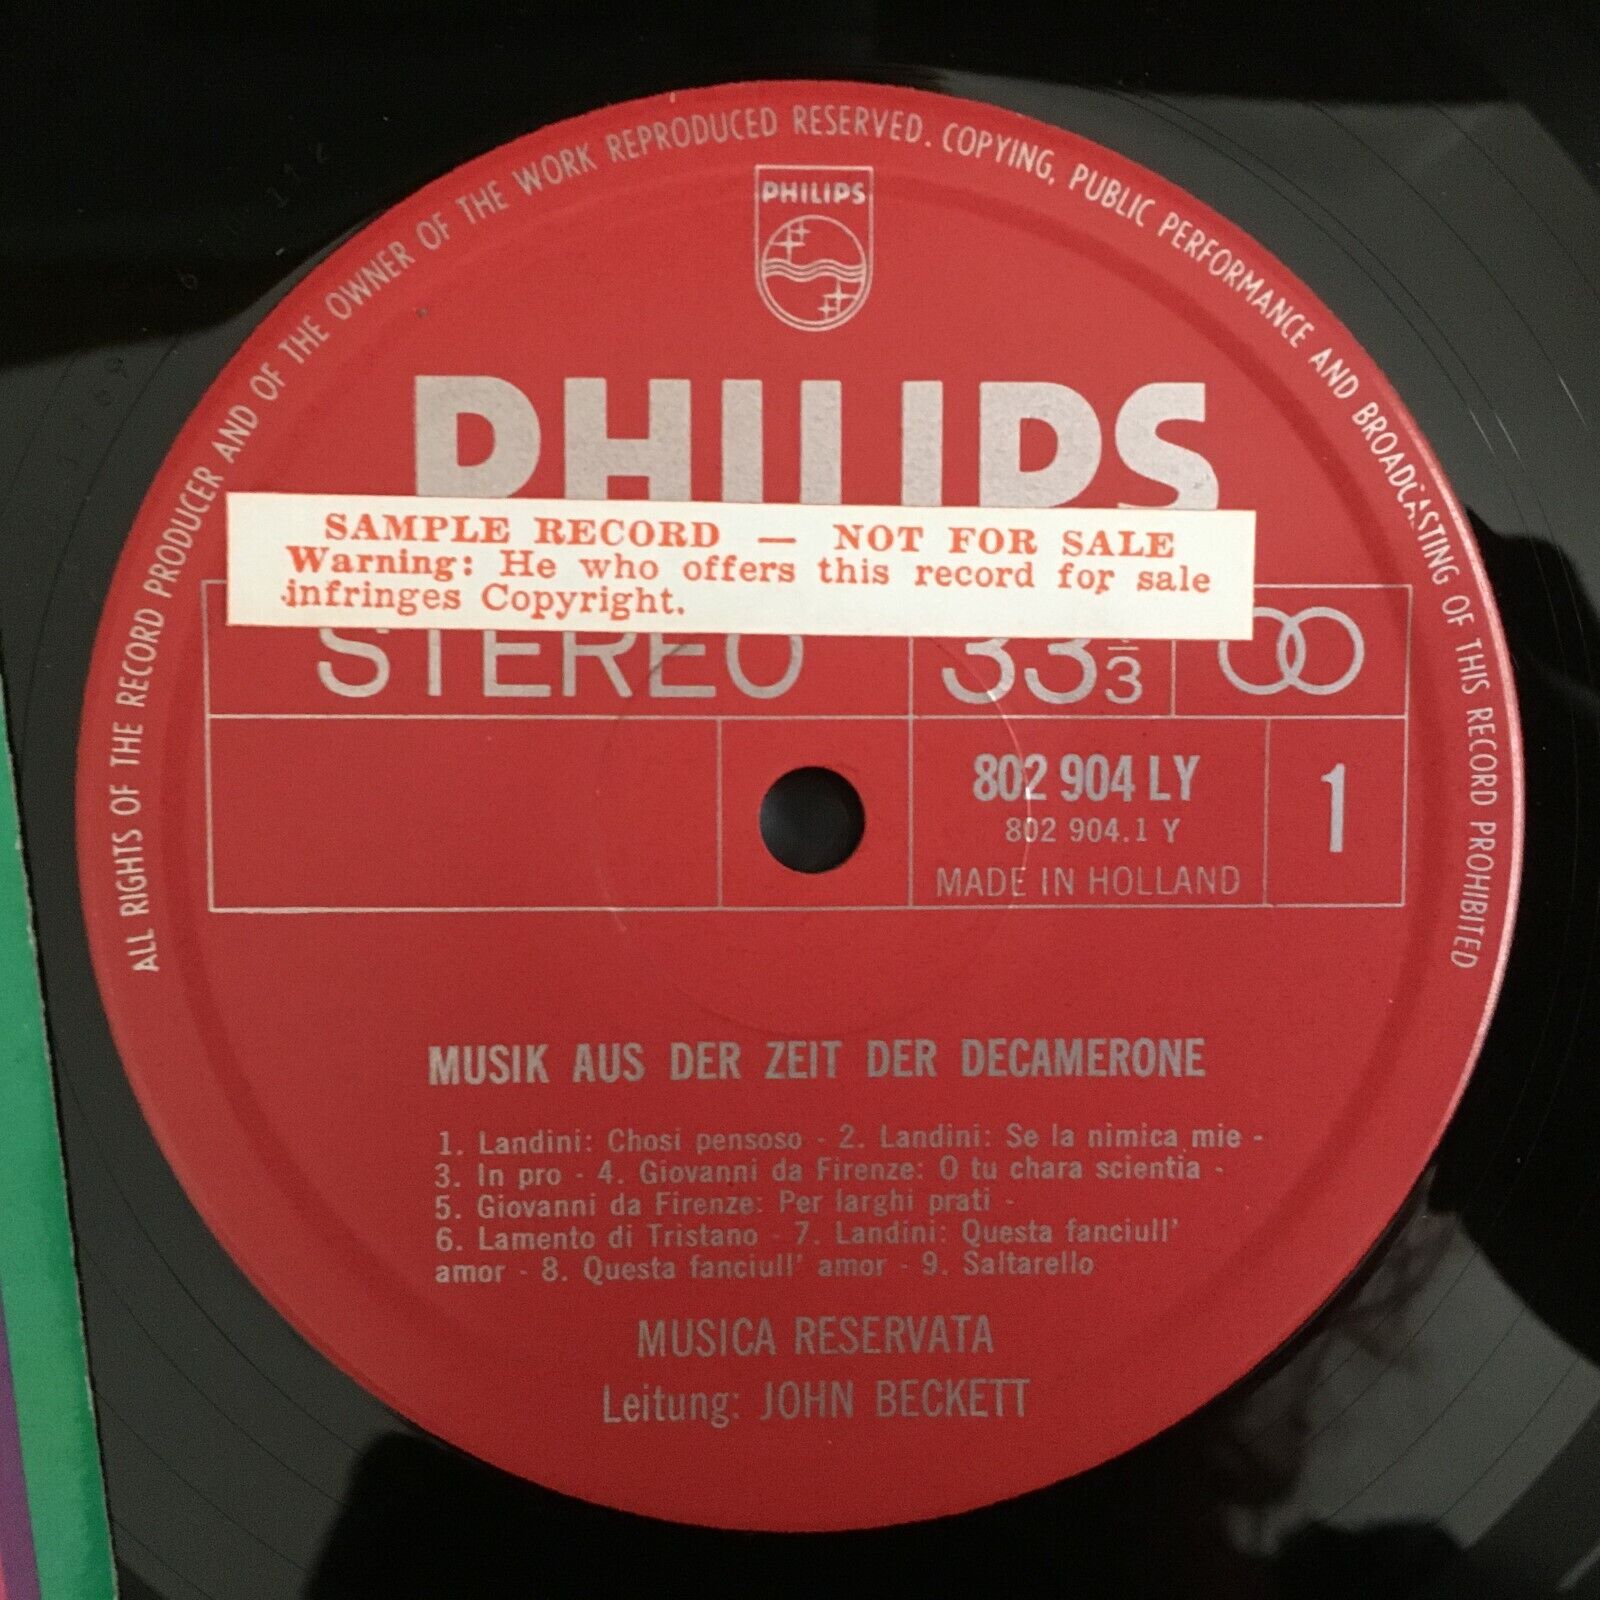 ALL RIGHTS OF THE RECORD PRODUCER AND OF THE OWNER OF THE WORK REPRODUCED RESERVED. COPYING, PUBLIC PERFORMANCE AND BROADCASTING OF THIS RECORD PROHIBITED
PHILIPS
PHILIPS
SAMPLE RECORD — NOT FOR SALE
Warning: He who offers this record for sale
infringes Copyright.
STEREO 33 1/3
802 904 LY 1
802 904.1 Y
MADE IN HOLLAND
MUSIK AUS DER ZEIT DER DECAMERONE
1. Landini: Chosi pensoso - 2. Landini: Se la nimica mie -
3. In pro - 4. Giovanni da Firenze: O tu chara scientia -
5. Giovanni da Firenze: Per larghi prati -
6. Lamento di Tristano - 7. Landini: Questa fanciull'
amor - 8. Questa fanciull' amor - 9. Saltarello
MUSICA RESERVATA
Leitung: JOHN BECKETT